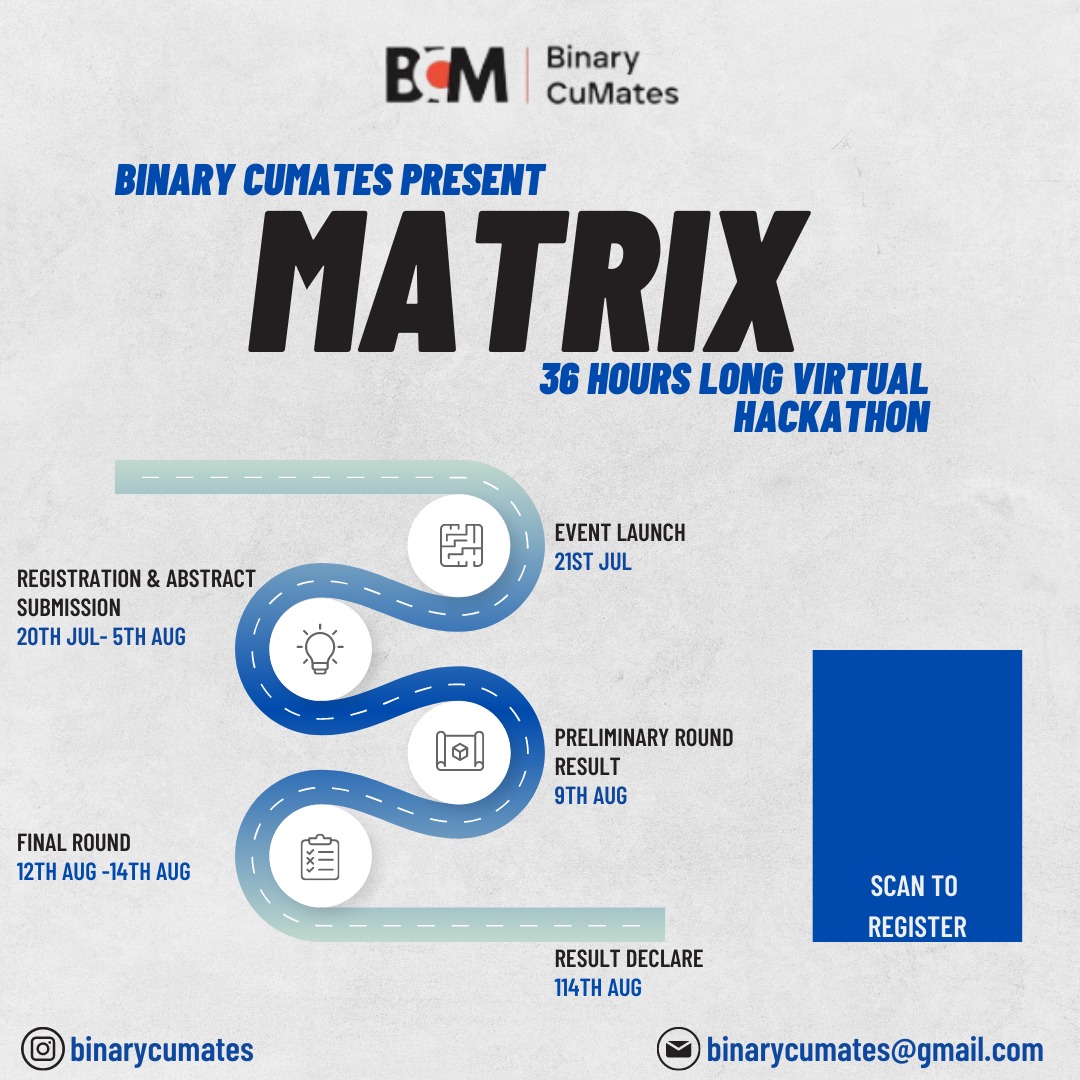 BCM
Binary
CuMates
BINARY CUMATES PRESENT
MATRIX
36 HOURS LONG VIRTUAL
HACKATHON
EVENT LAUNCH
21ST JUL
REGISTRATION & ABSTRACT
SUBMISSION
20TH JUL- 5TH AUG
PRELIMINARY ROUND
RESULT
9TH AUG
FINAL ROUND
12TH AUG -14TH AUG
SCAN TO
REGISTER
RESULT DECLARE
114TH AUG
binarycumates
binarycumates@gmail.com